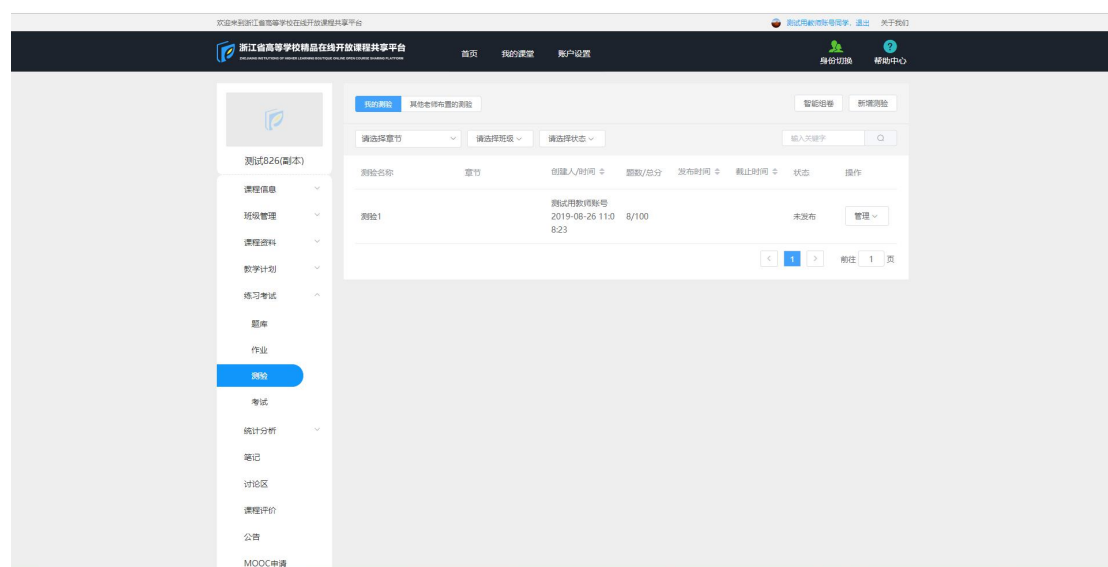 欢迎来到浙江省高等学校在线开放课程共享平台
测试用教师账号同学，退出 关于我们
浙江省高等学校精品在线开放课程共享平台
首页 我的课堂 账户设置
身份切换 帮助中心
我的测验 其他老师布置的测验
智能组卷 新增测验
请选择章节 请选择班级 请选择状态
输入关键字
测试826(副本)
测验名称 章节 创建人/时间 题数/总分 发布时间 截止时间 状态 操作
测验1
测试用教师账号
2019-08-26 11:0
8:23
8/100
未发布
管理
1
前往 1 页
课程信息
班级管理
课程资料
教学计划
练习考试
题库
作业
测验
考试
统计分析
笔记
讨论区
课程评价
公告
MOOC申请